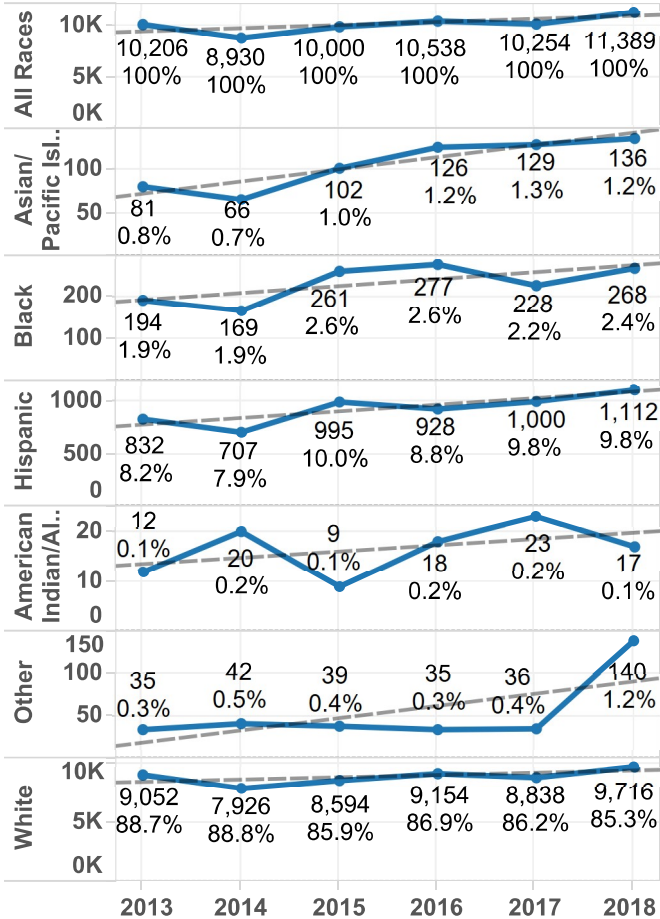 All Races
10K
5K
0K
10,206 8,930 10,000 10,538 10,254 11,389
100% 100% 100% 100% 100% 100%
Asian/
Pacific Isl..
100
50
81 66 102 126 129 136
0.8% 0.7% 1.0% 1.2% 1.3% 1.2%
Black
200
100
194 169 261 277 228 268
1.9% 1.9% 2.6% 2.6% 2.2% 2.4%
Hispanic
1000
500
0
832 707 995 928 1,000 1,112
8.2% 7.9% 10.0% 8.8% 9.8% 9.8%
American
Indian/Al..
20
10
0
12 20 9 18 23 17
0.1% 0.2% 0.1% 0.2% 0.2% 0.1%
Other
150
100
50
35 42 39 35 36 140
0.3% 0.5% 0.4% 0.3% 0.4% 1.2%
White
10K
5K
0K
9,052 7,926 8,594 9,154 8,838 9,716
88.7% 88.8% 85.9% 86.9% 86.2% 85.3%
2013 2014 2015 2016 2017 2018